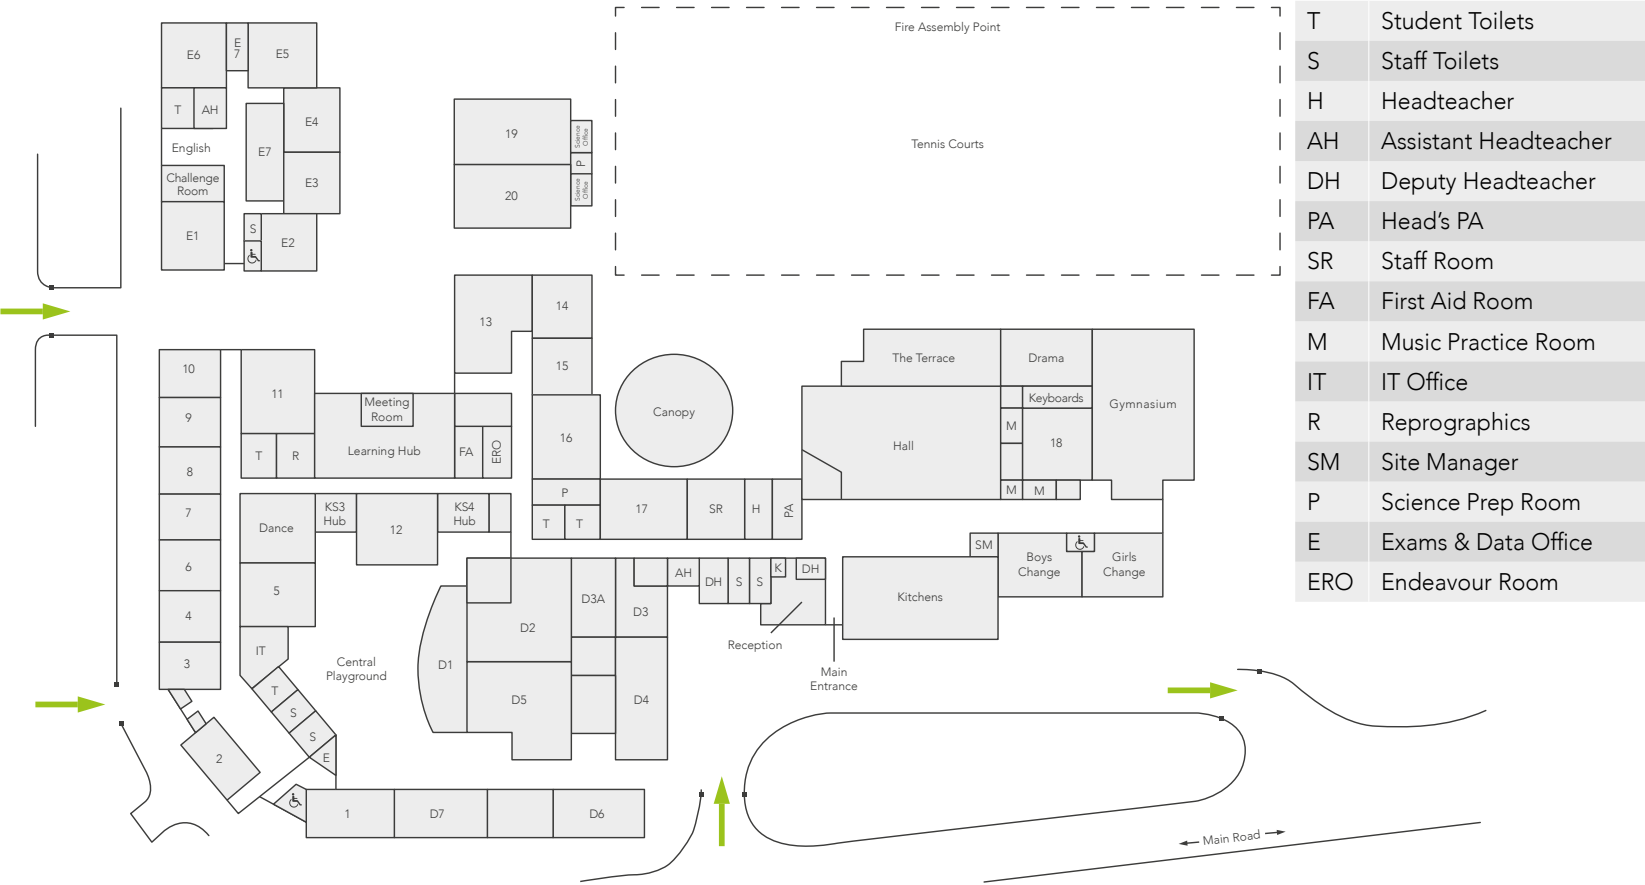 Fire Assembly Point
Tennis Courts
E6
E
7
E5
T
AH
E4
E7
English
E3
Challenge
Room
E1
S
E2
19
20
Science
Office
P
Science
Office
13
14
15
16
Canopy
10
9
8
7
6
4
3
11
T
R
Meeting
Room
Learning Hub
FA
ERO
The Terrace
Drama
Keyboards
Gymnasium
Hall
M
18
M
M
P
T
T
17
SR
H
PA
Dance
KS3
Hub
12
KS4
Hub
5
IT
T
S
S
E
2
Central
Playground
D1
D2
D3A
D3
D5
D4
AH
DH
S
S
K
DH
Reception
Main
Entrance
SM
Boys
Change
Girls
Change
Kitchens
1
D7
D6
Main Road
T Student Toilets
S Staff Toilets
H Headteacher
AH Assistant Headteacher
DH Deputy Headteacher
PA Head’s PA
SR Staff Room
FA First Aid Room
M Music Practice Room
IT IT Office
R Reprographics
SM Site Manager
P Science Prep Room
E Exams & Data Office
ERO Endeavour Room